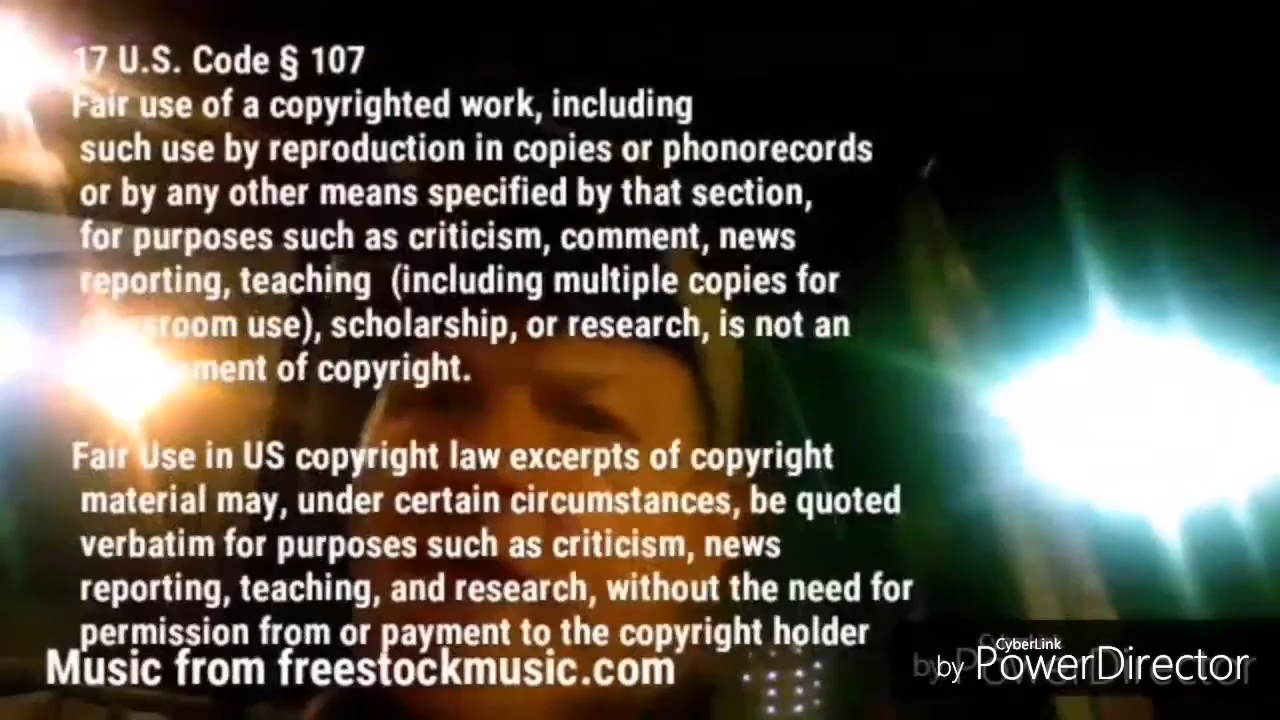 17 U.S. Code § 107
Fair use of a copyrighted work, including
such use by reproduction in copies or phonorecords
or by any other means specified by that section,
for purposes such as criticism, comment, news
reporting, teaching (including multiple copies for
classroom use), scholarship, or research, is not an
ment of copyright.
Fair Use in US copyright law excerpts of copyright
material may, under certain circumstances, be quoted
verbatim for purposes such as criticism, news
reporting, teaching, and research, without the need for
permission from or payment to the copyright holder
Music from freestockmusic.com
by CyberLink PowerDirector